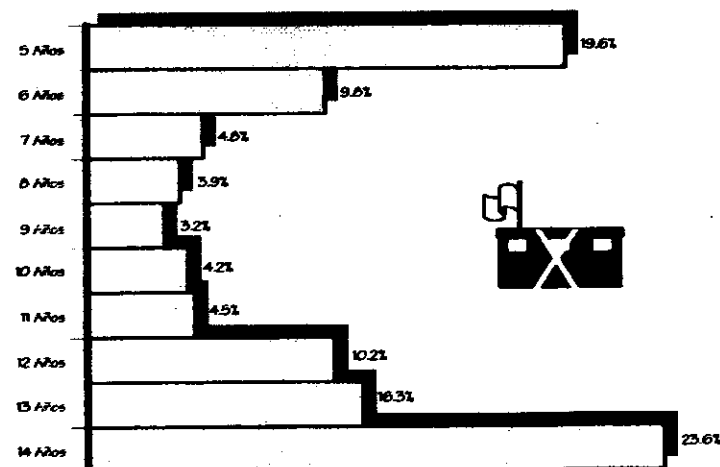 5 Años 19.6%
6 Años 9.8%
7 Años 4.8%
8 Años 3.9%
9 Años 3.2%
10 Años 4.2%
11 Años 4.5%
12 Años 10.2%
13 Años 16.3%
14 Años 23.6%